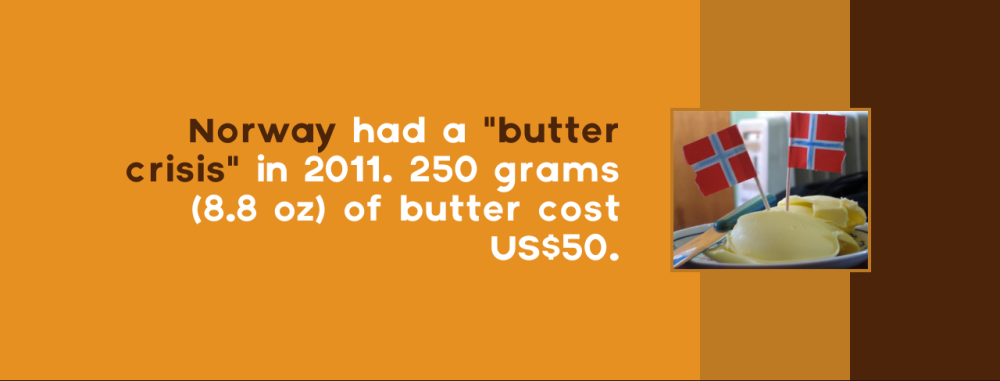 Norway had a "butter
crisis" in 2011. 250 grams
(8.8 oz) of butter cost
US$50.